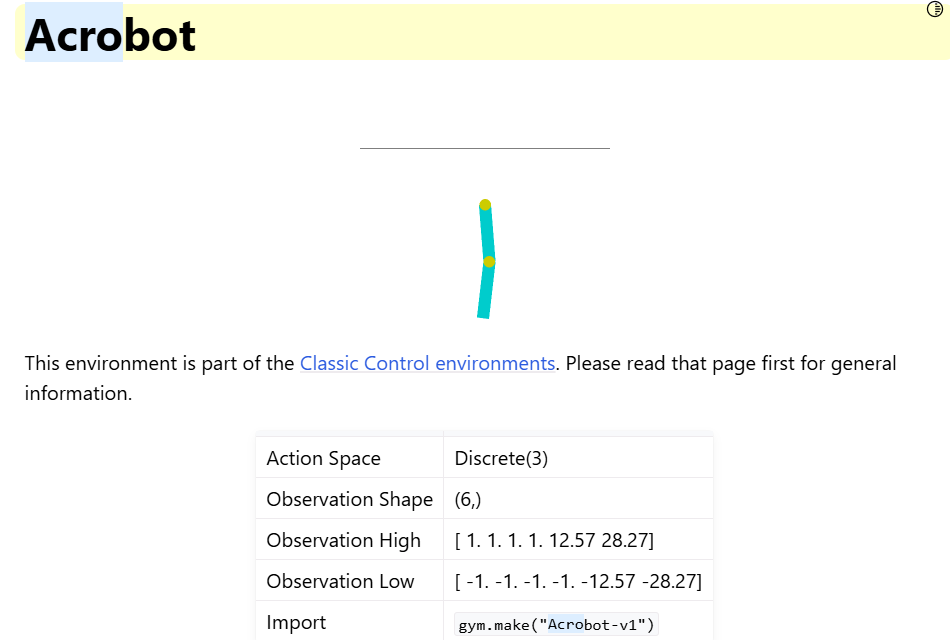 Acrobot
This environment is part of the Classic Control environments. Please read that page first for general
information.
Action Space Discrete(3)
Observation Shape (6,)
Observation High [ 1. 1. 1. 1. 12.57 28.27]
Observation Low [ -1. -1. -1. -1. -12.57 -28.27]
Import gym.make("Acrobot-v1")